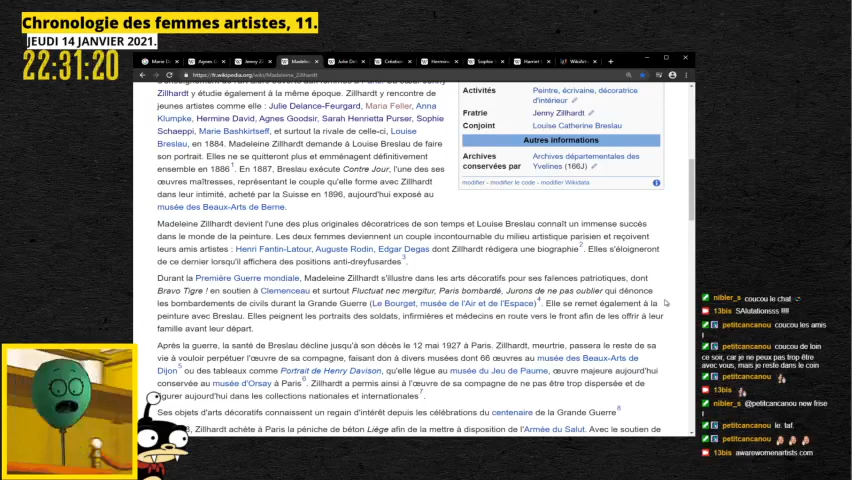 Chronologie des femmes artistes, 11.
JEUDI 14 JANVIER 2021.
22:31:20
Marie D
Agnes G
Jenny Z
Madelei
Julie De
Création
Hermin
Sophie
Harriet
WikiArt
https://fr.wikipedia.org/wiki/Madeleine_Zillhardt
Zillhardt y étudie également à la même époque. Zillhardt y rencontre de
jeunes artistes comme elle : Julie Delance-Feurgard, Maria Feller, Anna
Klumpke, Hermine David, Agnes Goodsir, Sarah Henrietta Purser, Sophie
Schaeppi, Marie Bashkirtseff, et surtout la rivale de celle-ci, Louise
Breslau, en 1884. Madeleine Zillhardt demande à Louise Breslau de faire
son portrait. Elles ne se quitteront plus et emménagent définitivement
ensemble en 1886 1. En 1887, Breslau exécute Contre Jour, l'une des ses
œuvres maîtresses, représentant le couple qu'elle forme avec Zillhardt
dans leur intimité, acheté par la Suisse en 1896, aujourd'hui exposé au
musée des Beaux-Arts de Berne.
Activités
Peintre, écrivaine, décoratrice
d'intérieur
Fratrie
Jenny Zillhardt
Conjoint
Louise Catherine Breslau
Autres informations
Archives
conservées par
Archives départementales des
Yvelines (166J)
modifier - modifier le code - modifier Wikidata
Madeleine Zillhardt devient l'une des plus originales décoratrices de son temps et Louise Breslau connaît un immense succès
dans le monde de la peinture. Les deux femmes deviennent un couple incontournable du milieu artistique parisien et reçoivent
leurs amis artistes : Henri Fantin-Latour, Auguste Rodin, Edgar Degas dont Zillhardt rédigera une biographie 2. Elles s'éloigneront
de ce dernier lorsqu'il affichera des positions anti-dreyfusardes 3.
Durant la Première Guerre mondiale, Madeleine Zillhardt s'illustre dans les arts décoratifs pour ses faïences patriotiques, dont
Bravo Tigre ! en soutien à Clemenceau et surtout Fluctuat nec mergitur, Paris bombardé, Jurons de ne pas oublier qui dénonce
les bombardements de civils durant la Grande Guerre (Le Bourget, musée de l'Air et de l'Espace) 4. Elle se remet également à la
peinture avec Breslau. Elles peignent les portraits des soldats, infirmières et médecins en route vers le front afin de les offrir à leur
famille avant leur départ.
Après la guerre, la santé de Breslau décline jusqu'à son décès le 12 mai 1927 à Paris. Zillhardt, meurtrie, passera le reste de sa
vie à vouloir perpétuer l'œuvre de sa compagne, faisant don à divers musées dont 66 œuvres au musée des Beaux-Arts de
Dijon 5 ou des tableaux comme Portrait de Henry Davison, qu'elle lègue au musée du Jeu de Paume, œuvre majeure aujourd'hui
conservée au musée d'Orsay à Paris 6. Zillhardt a permis ainsi à l'œuvre de sa compagne de ne pas être trop dispersée et de
figurer aujourd'hui dans les collections nationales et internationales 7.
Ses objets d'arts décoratifs connaissent un regain d'intérêt depuis les célébrations du centenaire de la Grande Guerre 8
Zillhardt achète à Paris la péniche de béton Liége afin de la mettre à disposition de l'Armée du Salut. Avec le soutien de
nibler_s coucou le chat
13bis SAlutationsss !!!!
petitcancanou coucou les amis
!
petitcancanou coucou de loin
ce soir, car je ne peux pas trop être
avec vous, mais je reste dans le coin
petitcancanou
13bis
nibler_s @petitcancanou new frise
!
petitcancanou le. taf.
petitcancanou
13bis awarewomenartists.com